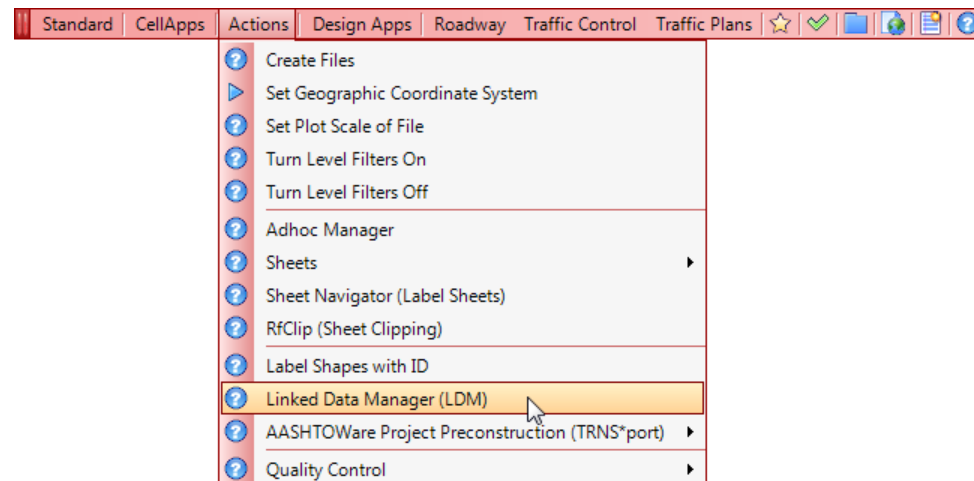 Standard CellApps Actions Design Apps Roadway Traffic Control Traffic Plans
Create Files
Set Geographic Coordinate System
Set Plot Scale of File
Turn Level Filters On
Turn Level Filters Off
Adhoc Manager
Sheets
Sheet Navigator (Label Sheets)
RfClip (Sheet Clipping)
Label Shapes with ID
Linked Data Manager (LDM)
AASHTOWare Project Preconstruction (TRNS*port)
Quality Control